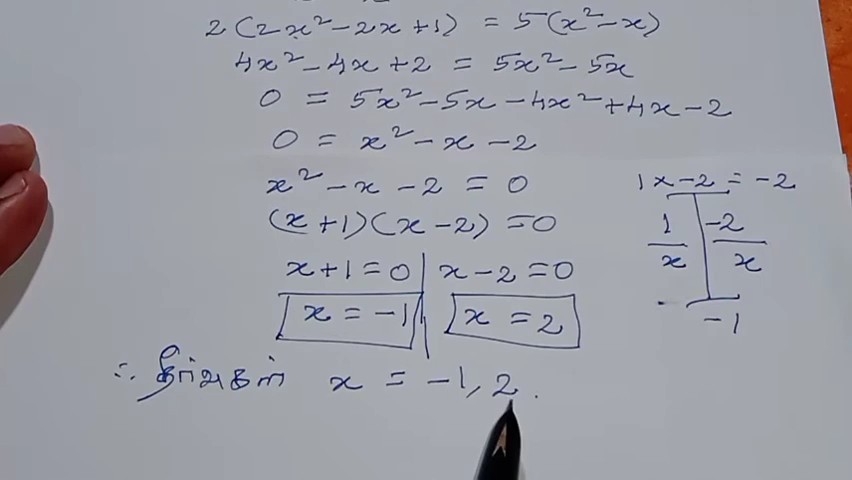 2(2x²-2x+1) = 5(x²-x)
4x²-4x+2 = 5x²-5x
0 = 5x²-5x-4x²+4x-2
0 = x²-x-2
x²-x-2 = 0
(x+1)(x-2)=0
x+1=0 | x-2=0
x = -1 | x = 2
∴ தீர்வுகள் x = -1, 2.
1x-2 = -2
1 | -2
x | x
-1